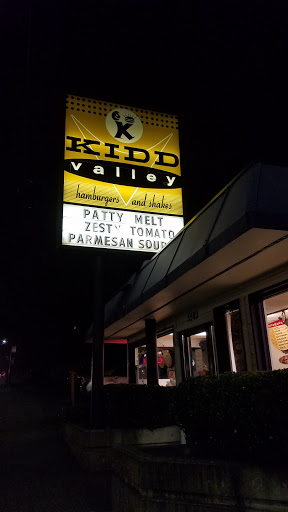 K
KIDD
valley
hamburgers and shakes
PATTY MELT
ZESTY TOMATO
PARMESAN SOUP